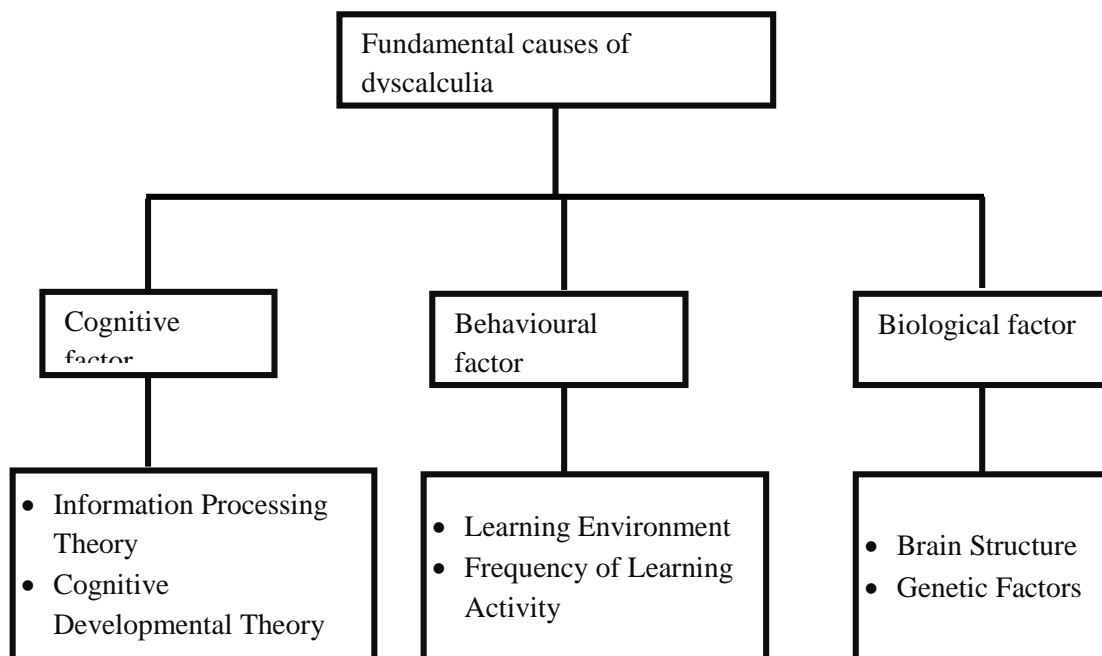 Fundamental causes of
dyscalculia
Cognitive
factor
Behavioural
factor
Biological factor
• Information Processing
Theory
• Cognitive
Developmental Theory
• Learning Environment
• Frequency of Learning
Activity
• Brain Structure
• Genetic Factors